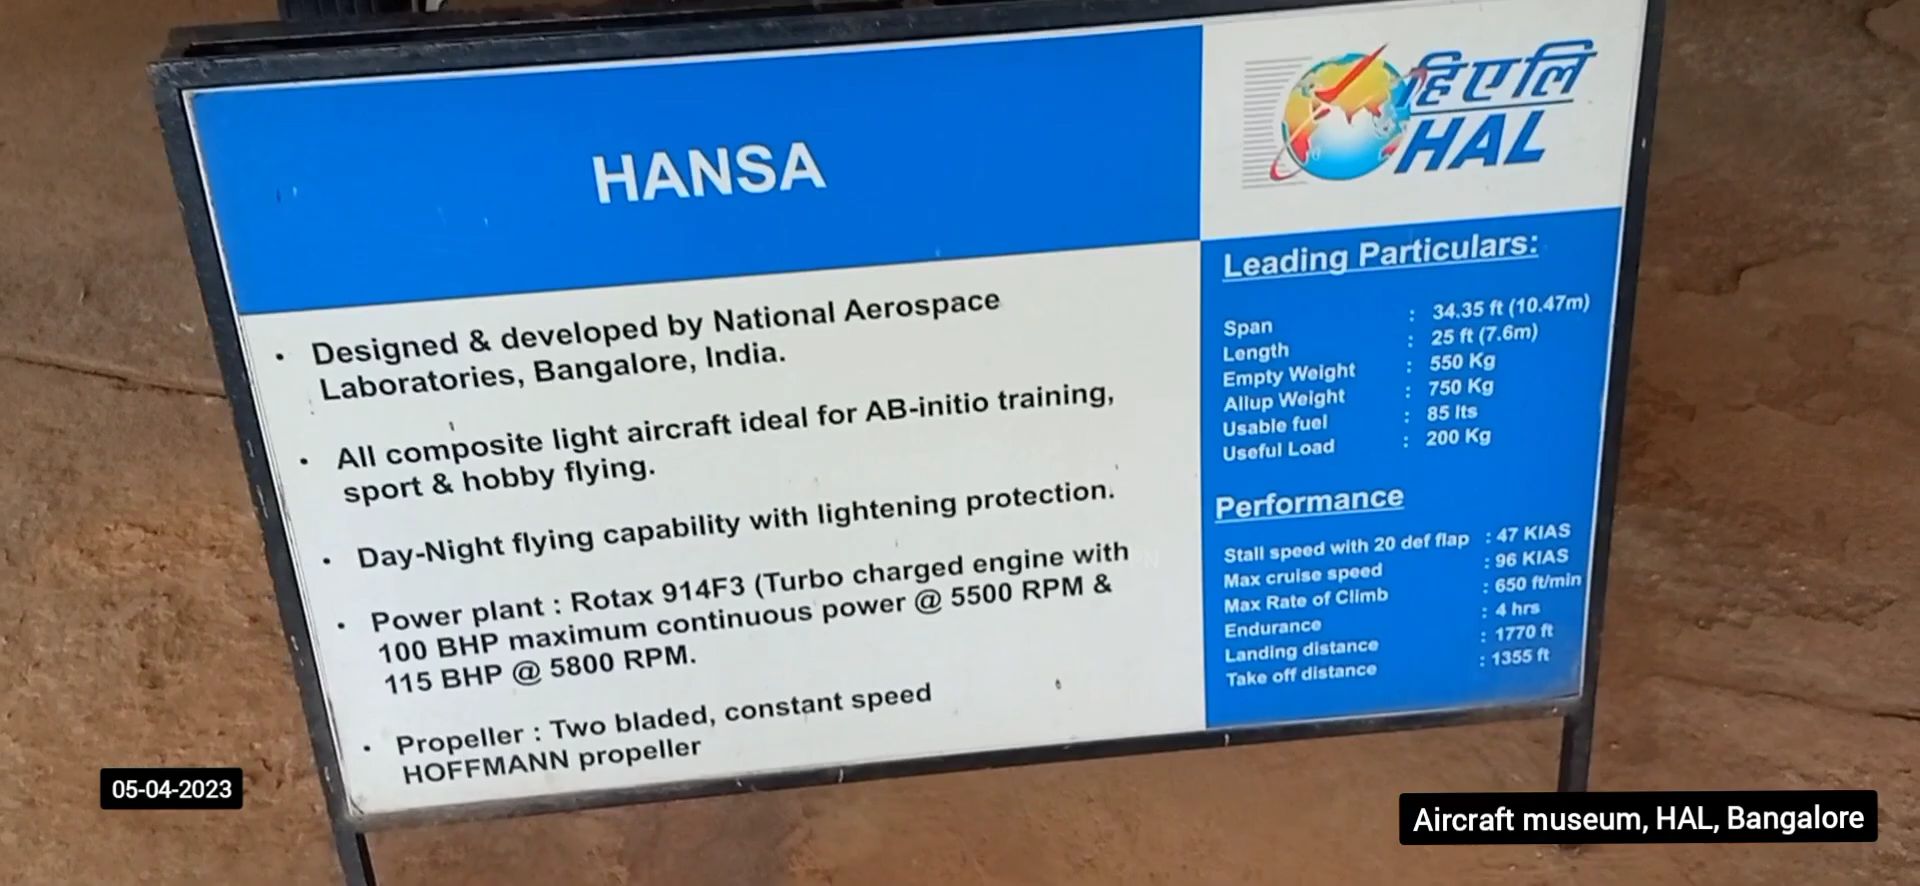 HANSA
हिएलि
HAL
• Designed & developed by National Aerospace
Laboratories, Bangalore, India.
• All composite light aircraft ideal for AB-initio training,
sport & hobby flying.
• Day-Night flying capability with lightening protection.
• Power plant : Rotax 914F3 (Turbo charged engine with
100 BHP maximum continuous power @ 5500 RPM &
115 BHP @ 5800 RPM.
• Propeller : Two bladed, constant speed
HOFFMANN propeller
Leading Particulars:
Span : 34.35 ft (10.47m)
Length : 25 ft (7.6m)
Empty Weight : 550 Kg
Allup Weight : 750 Kg
Usable fuel : 85 lts
Useful Load : 200 Kg
Performance
Stall speed with 20 def flap : 47 KIAS
Max cruise speed : 96 KIAS
Max Rate of Climb : 650 ft/min
Endurance : 4 hrs
Landing distance : 1770 ft
Take off distance : 1355 ft
05-04-2023
Aircraft museum, HAL, Bangalore